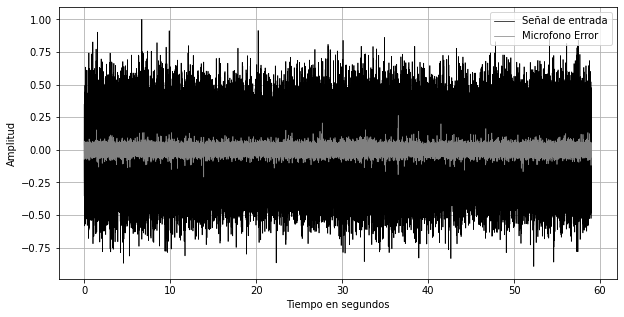 1.00
0.75
0.50
0.25
0.00
−0.25
−0.50
−0.75
Amplitud
Señal de entrada
Microfono Error
0 10 20 30 40 50 60
Tiempo en segundos